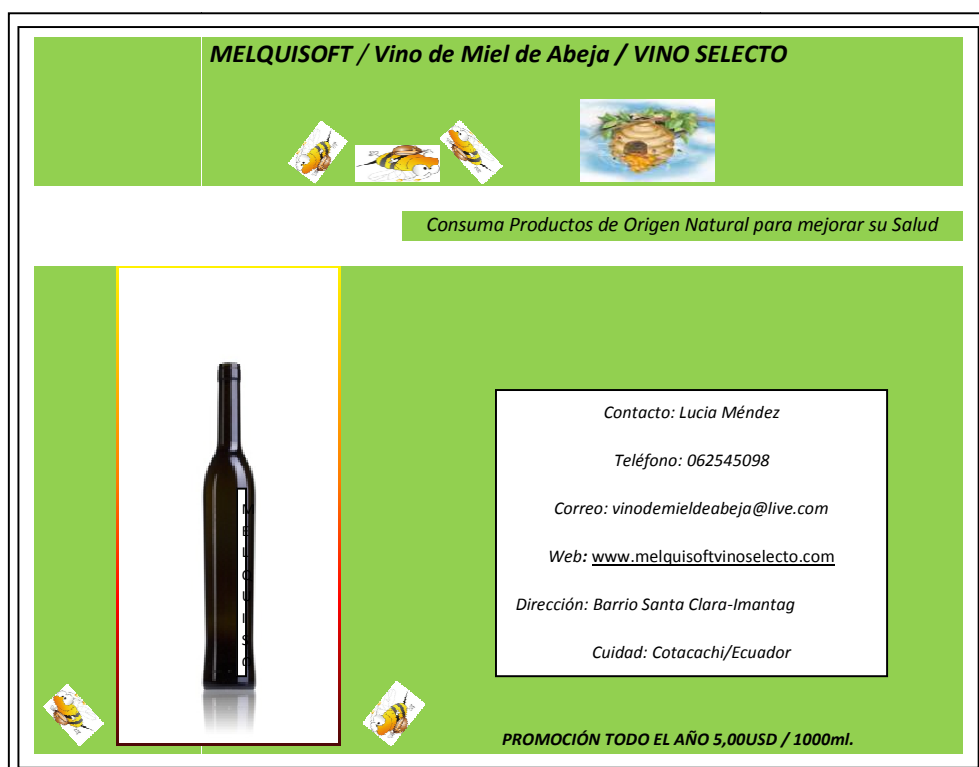 MELQUISOFT / Vino de Miel de Abeja / VINO SELECTO
Consuma Productos de Origen Natural para mejorar su Salud
MELQUISO
Contacto: Lucia Méndez
Teléfono: 062545098
Correo: vinodemieldeabeja@live.com
Web: www.melquisoftvinoselecto.com
Dirección: Barrio Santa Clara-Imantag
Cuidad: Cotacachi/Ecuador
PROMOCIÓN TODO EL AÑO 5,00USD / 1000ml.